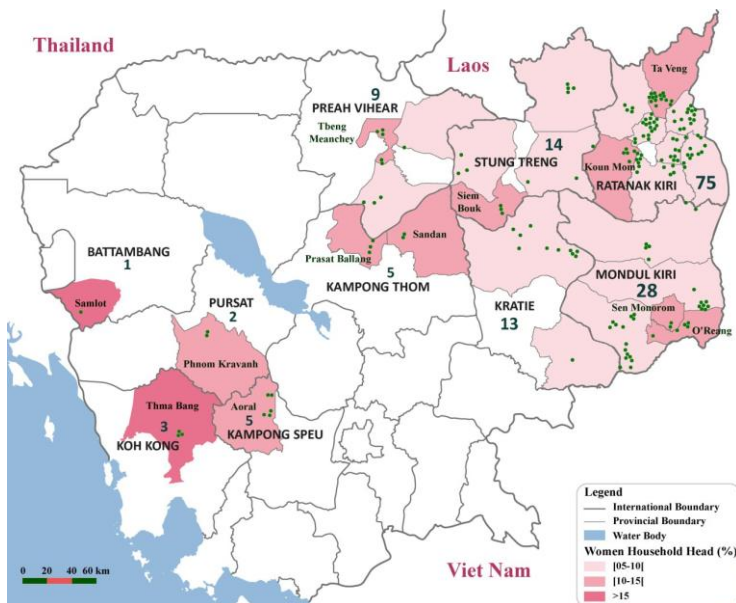 Thailand
Laos
Ta Veng
9
PREAH VIHEAR
Tbeng
Meanchey
14
STUNG TRENG
Koun Mom
RATANAK KIRI
75
Siem
Bouk
Sandan
Prasat Ballang
5
KAMPONG THOM
BATTAMBANG
1
Samlot
PURSAT
2
Phnom Kravanh
KRATIE
13
MONDUL KIRI
28
Sen Monorom
O'Reang
Thma Bang
3
KOH KONG
Aoral
5
KAMPONG SPEU
Viet Nam
0 20 40 60 km
Legend
International Boundary
Provincial Boundary
Water Body
Women Household Head (%)
[05-10[
[10-15[
>15